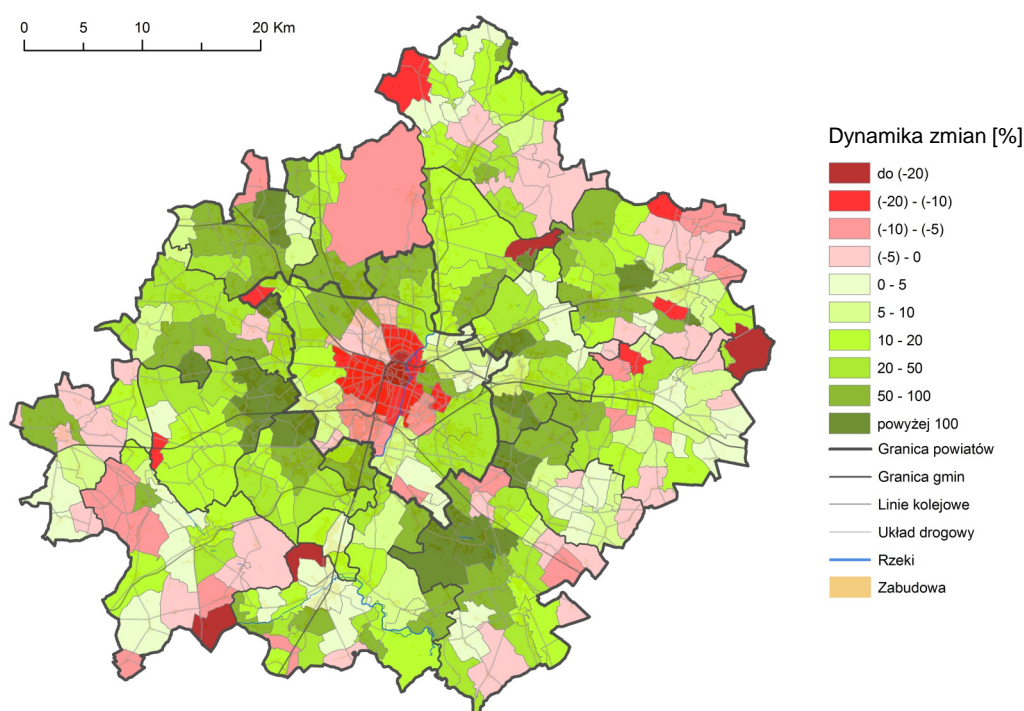 0 5 10 20 Km
Dynamika zmian [%]
do (-20)
(-20) - (-10)
(-10) - (-5)
(-5) - 0
0 - 5
5 - 10
10 - 20
20 - 50
50 - 100
powyżej 100
Granica powiatów
Granica gmin
Linie kolejowe
Układ drogowy
Rzeki
Zabudowa